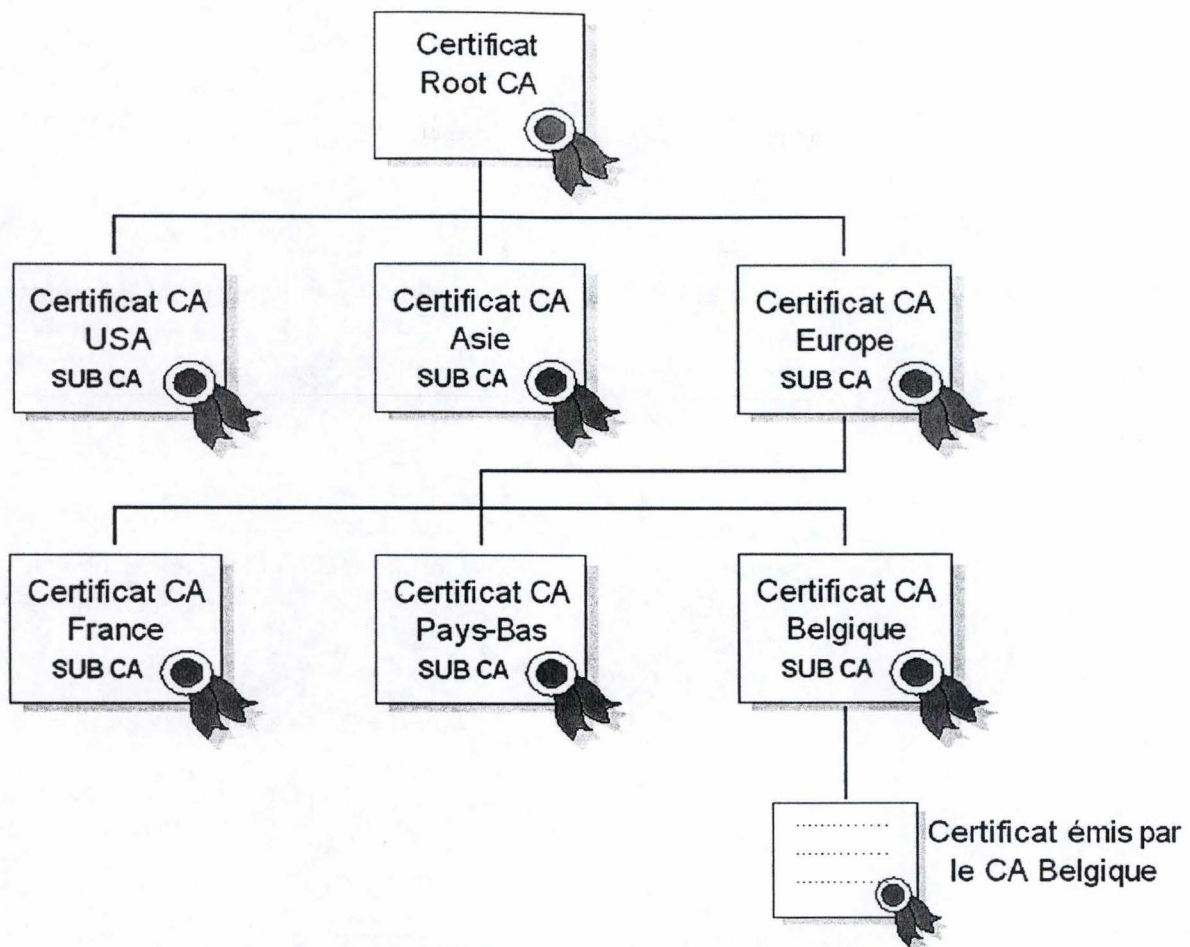 Certificat
Root CA
Certificat CA
USA
SUB CA
Certificat CA
Asie
SUB CA
Certificat CA
Europe
SUB CA
Certificat CA
France
SUB CA
Certificat CA
Pays-Bas
SUB CA
Certificat CA
Belgique
SUB CA
Certificat émis par
le CA Belgique